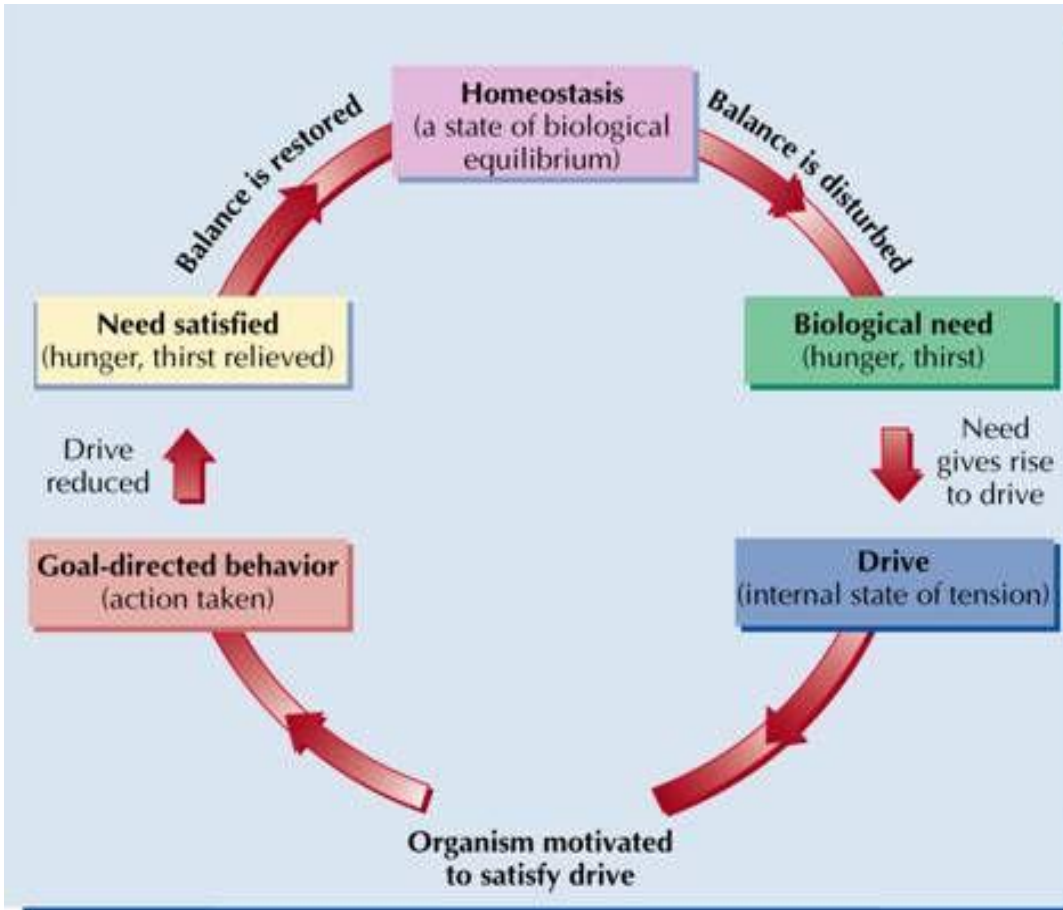 Homeostasis
(a state of biological
equilibrium)
Balance is disturbed
Biological need
(hunger, thirst)
Need
gives rise
to drive
Drive
(internal state of tension)
Organism motivated
to satisfy drive
Goal-directed behavior
(action taken)
Drive
reduced
Need satisfied
(hunger, thirst relieved)
Balance is restored